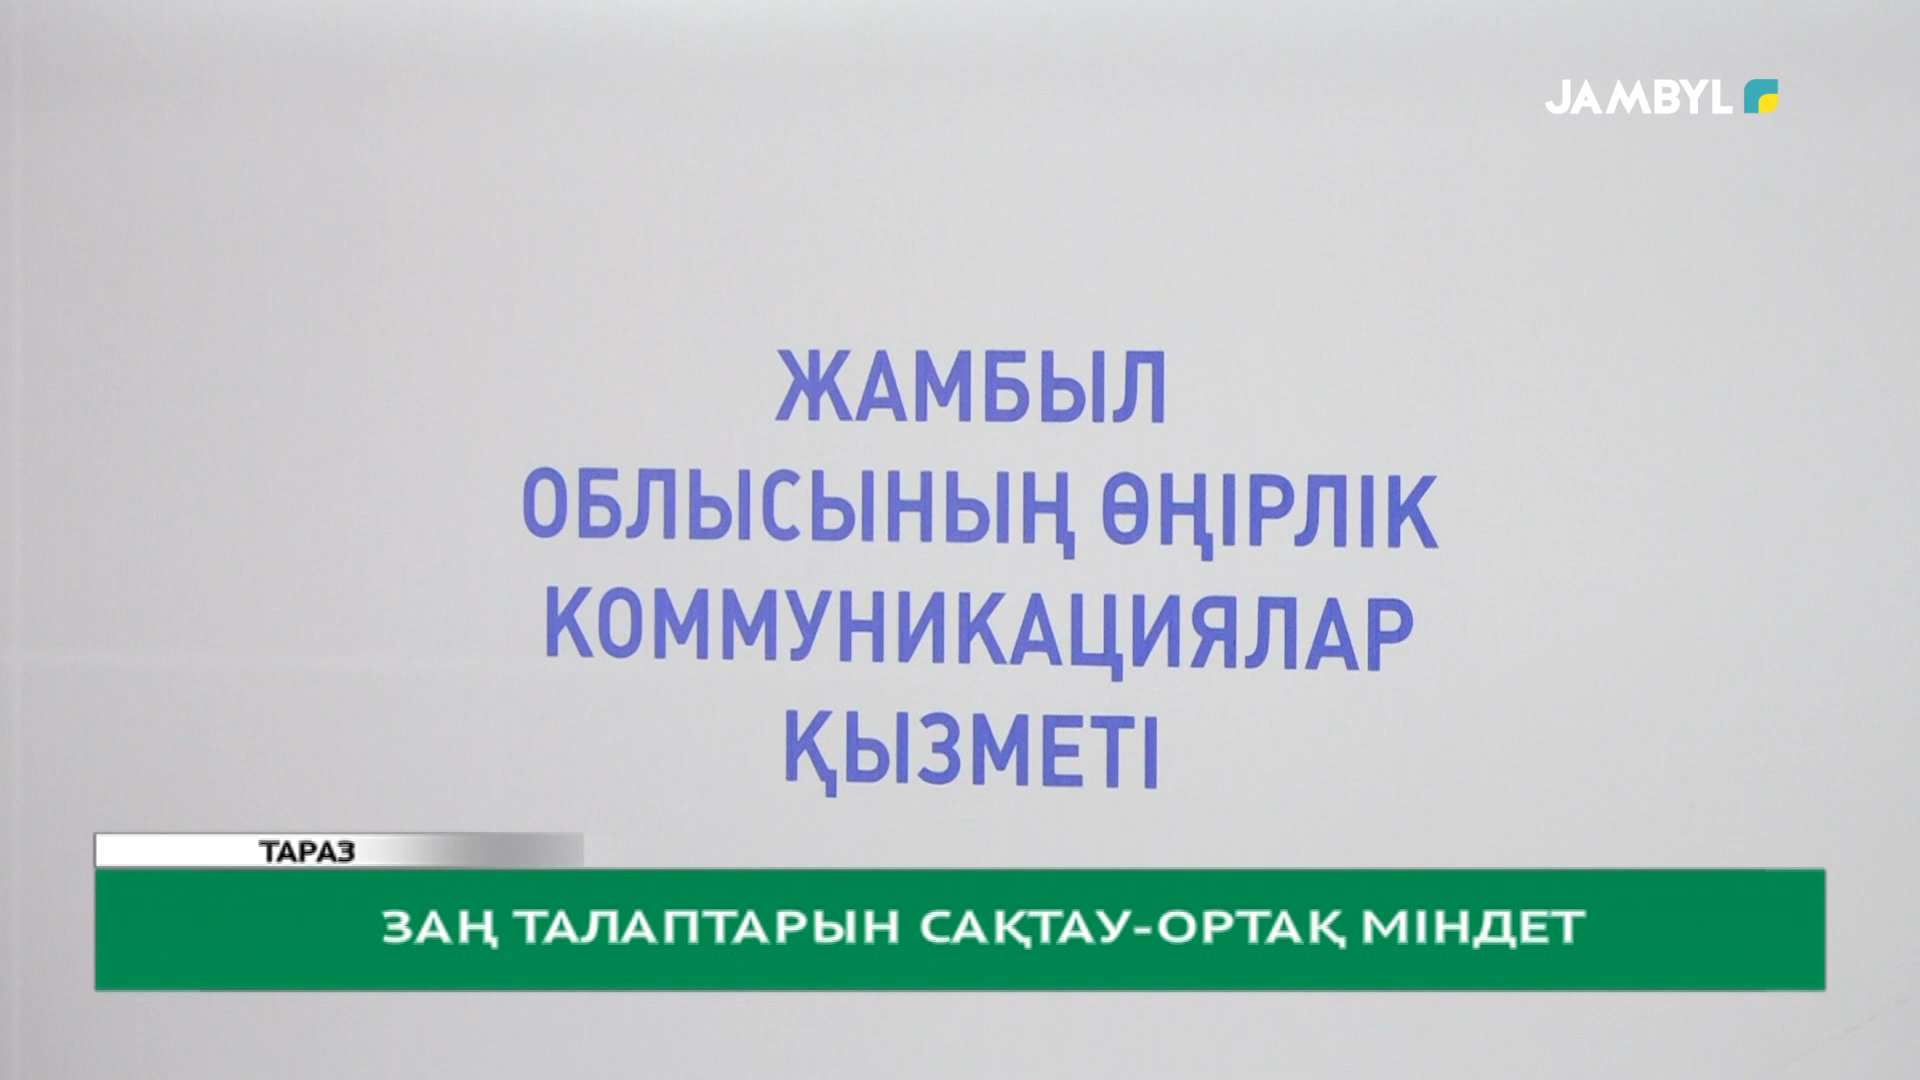 JAMBYL
ЖАМБЫЛ
ОБЛЫСЫНЫҢ ӨҢІРЛІК
КОММУНИКАЦИЯЛАР
ҚЫЗМЕТІ
ТАРАЗ
ЗАҢ ТАЛАПТАРЫН САҚТАУ-ОРТАҚ МІНДЕТ